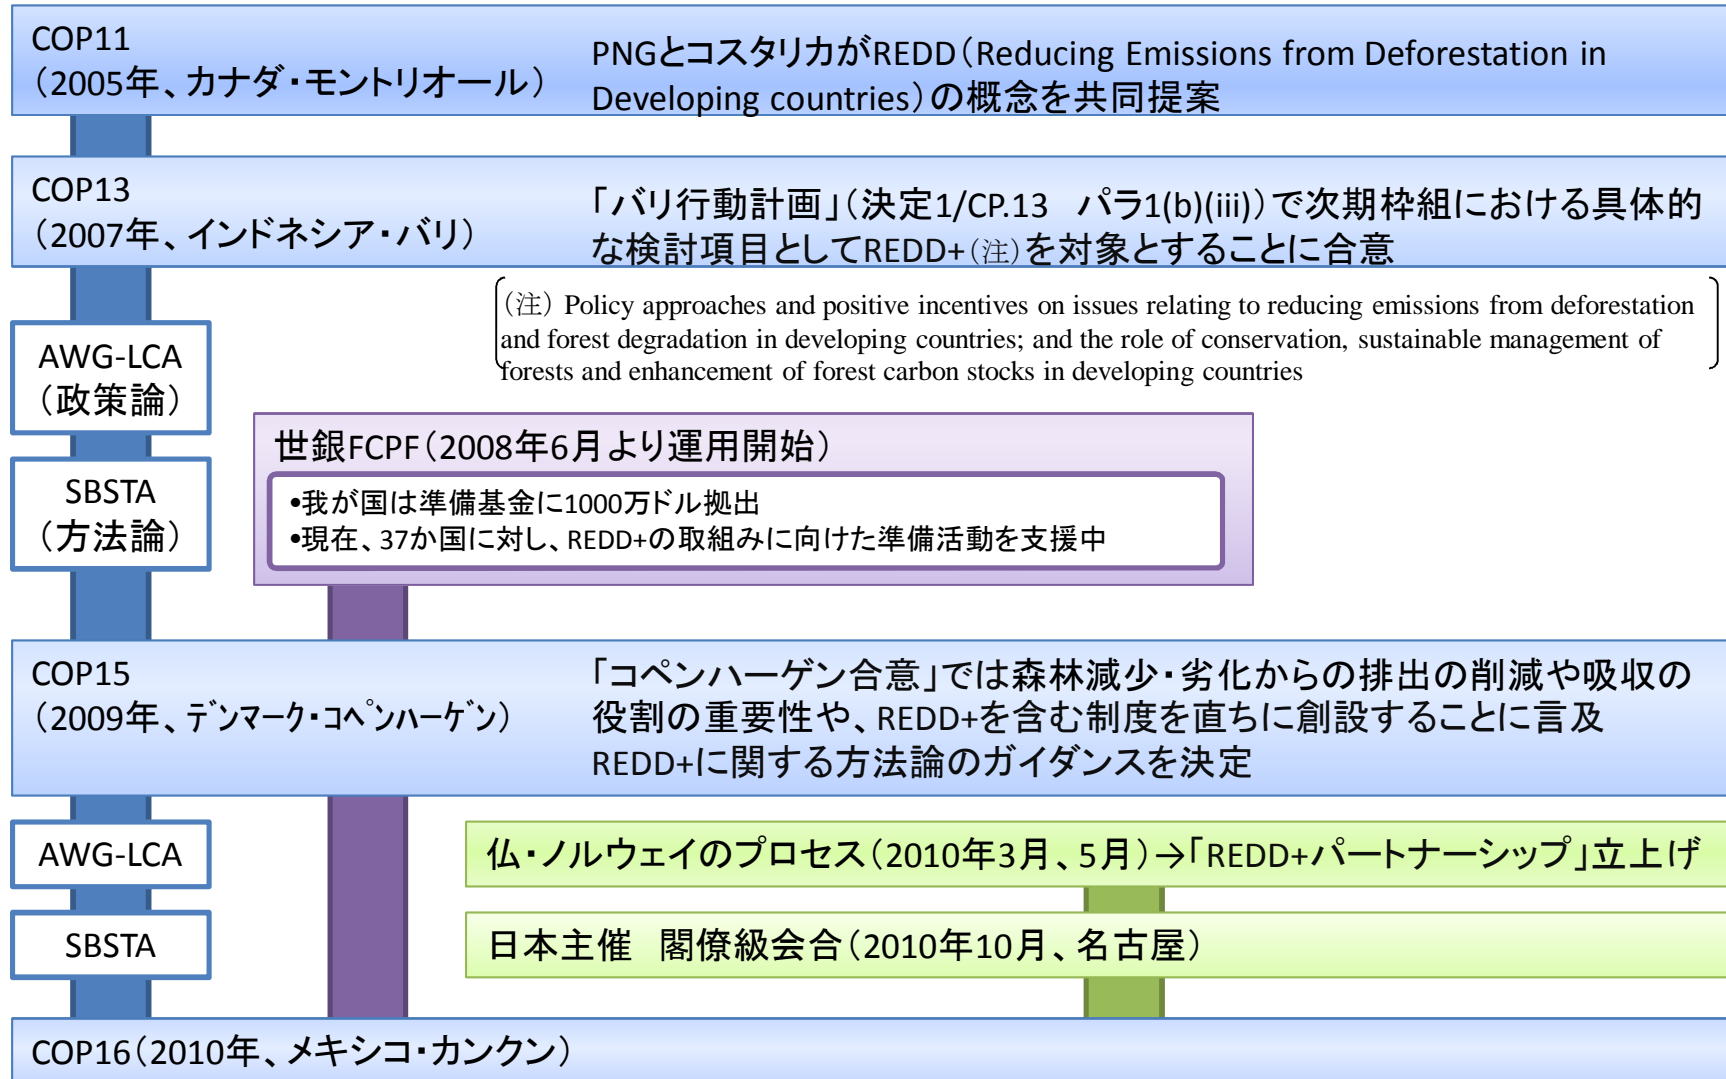 COP11
（2005年、カナダ・モントリオール）
PNGとコスタリカがREDD（Reducing Emissions from Deforestation in
Developing countries）の概念を共同提案
COP13
（2007年、インドネシア・バリ）
「バリ行動計画」（決定1/CP.13　パラ1(b)(iii)）で次期枠組における具体的
な検討項目としてREDD+（注）を対象とすることに合意
（注） Policy approaches and positive incentives on issues relating to reducing emissions from deforestation
and forest degradation in developing countries; and the role of conservation, sustainable management of
forests and enhancement of forest carbon stocks in developing countries
AWG-LCA
（政策論）
SBSTA
（方法論）
世銀FCPF（2008年6月より運用開始）
•我が国は準備基金に1000万ドル拠出
•現在、37か国に対し、REDD+の取組みに向けた準備活動を支援中
COP15
（2009年、ﾃﾞﾝﾏｰｸ・ｺﾍﾟﾝﾊｰｹﾞﾝ）
「コペンハーゲン合意」では森林減少・劣化からの排出の削減や吸収の
役割の重要性や、REDD+を含む制度を直ちに創設することに言及
REDD+に関する方法論のガイダンスを決定
AWG-LCA
仏・ノルウェイのプロセス（2010年3月、5月）→「REDD+パートナーシップ」立上げ
SBSTA
日本主催　閣僚級会合（2010年10月、名古屋）
COP16（2010年、メキシコ・カンクン）